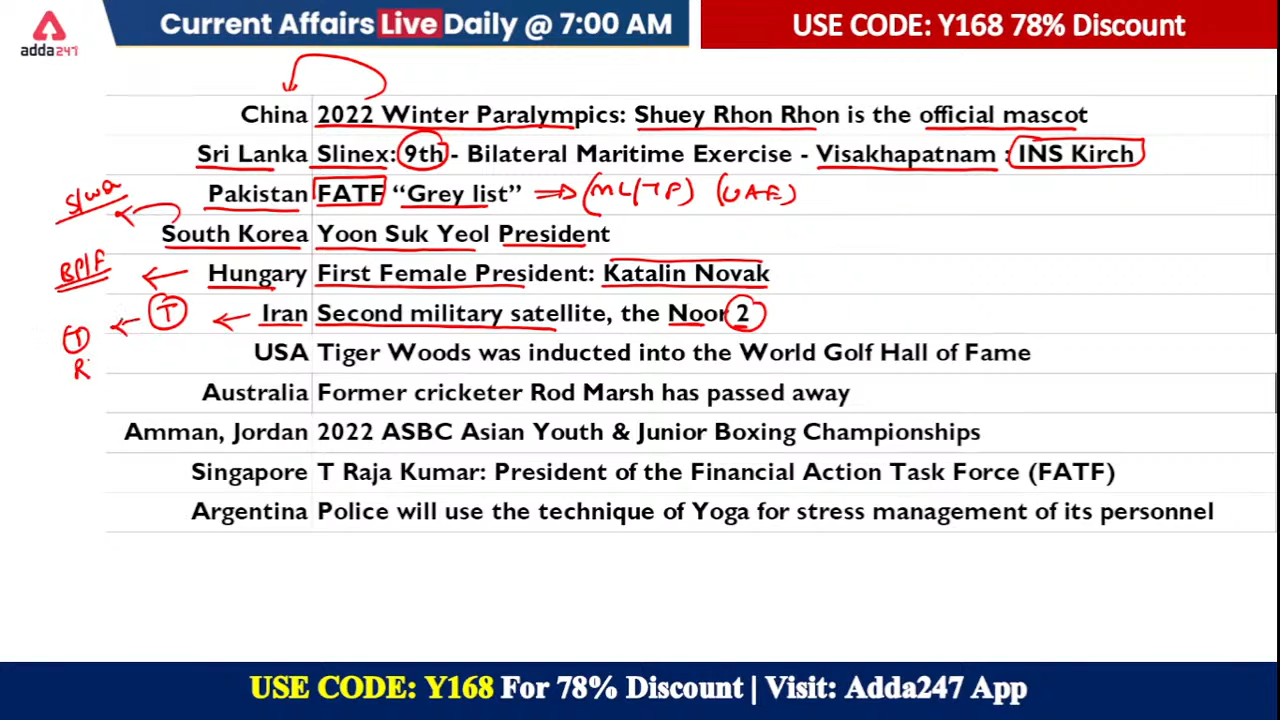 Current Affairs Live Daily @ 7:00 AM
USE CODE: Y168 78% Discount
adda247
China 2022 Winter Paralympics: Shuey Rhon Rhon is the official mascot
Sri Lanka Slinex: 9th - Bilateral Maritime Exercise - Visakhapatnam : INS Kirch
Pakistan FATF “Grey list” ⇒ (ML/TF) (UAE)
S/Wa
South Korea Yoon Suk Yeol President
BP/F
Hungary First Female President: Katalin Novak
T
Iran Second military satellite, the Noor 2
T
R
USA Tiger Woods was inducted into the World Golf Hall of Fame
Australia Former cricketer Rod Marsh has passed away
Amman, Jordan 2022 ASBC Asian Youth & Junior Boxing Championships
Singapore T Raja Kumar: President of the Financial Action Task Force (FATF)
Argentina Police will use the technique of Yoga for stress management of its personnel
USE CODE: Y168 For 78% Discount | Visit: Adda247 App